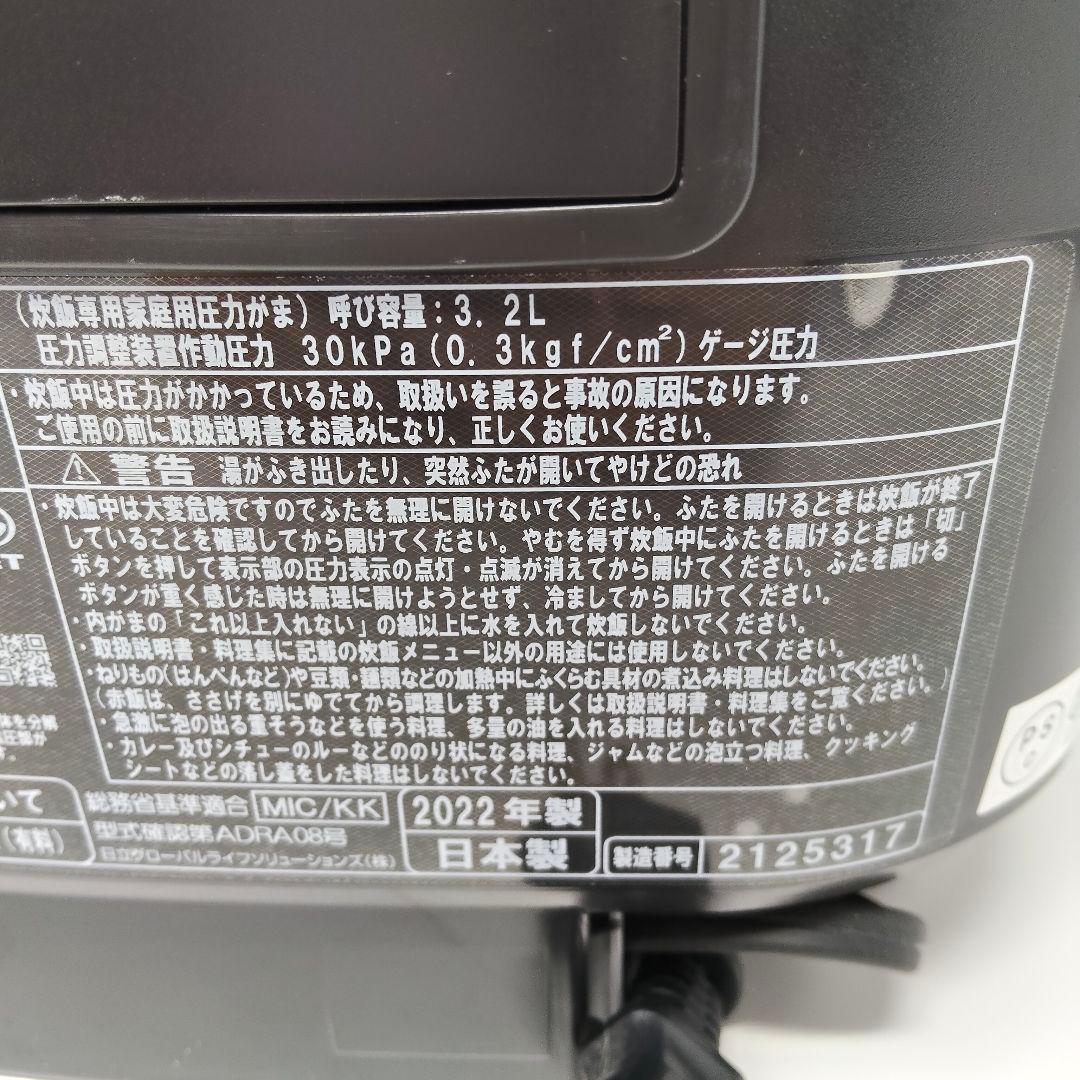 (炊飯専用家庭用圧力がま) 呼び容量:3.2L
圧力調整装置作動圧力 30kPa(0.3kgf/cm²)ゲージ圧力
・炊飯中は圧力がかかっているため、取扱いを誤ると事故の原因になります。
ご使用の前に取扱説明書をお読みになり、正しくお使いください。
⚠警告 湯がふき出したり、突然ふたが開いてやけどの恐れ
・炊飯中は大変危険ですのでふたを無理に開けないでください。ふたを開けるときは炊飯が終了
していることを確認してから開けてください。やむを得ず炊飯中にふたを開けるときは「切」
ボタンを押して表示部の圧力表示の点灯・点滅が消えてから開けてください。ふたを開ける
ボタンが重く感じた時は無理に開けようとせず、冷ましてから開けてください。
・内がまの「これ以上入れない」の線以上に水を入れて炊飯しないでください。
・取扱説明書・料理集に記載の炊飯メニュー以外の用途には使用しないでください。
・ねりもの(はんぺんなど)や豆類・麺類などの加熱中にふくらむ具材の煮込み料理はしないでください。
(赤飯は、ささげを別にゆでてから調理します。詳しくは取扱説明書・料理集をご覧ください。)
・急激に泡の出る重そうなどを使う料理、多量の油を入れる料理はしないでください。
・カレー及びシチューのルーなどののり状になる料理、ジャムなどの泡立つ料理、クッキング
シートなどの落し蓋をした料理はしないでください。
体を分解
いて
(有料)
総務省基準適合 MIC/KK
型式確認第ADRA08号
日立グローバルライフソリューションズ(株)
2022年製
日本製
製造番号 2125317
PS
C